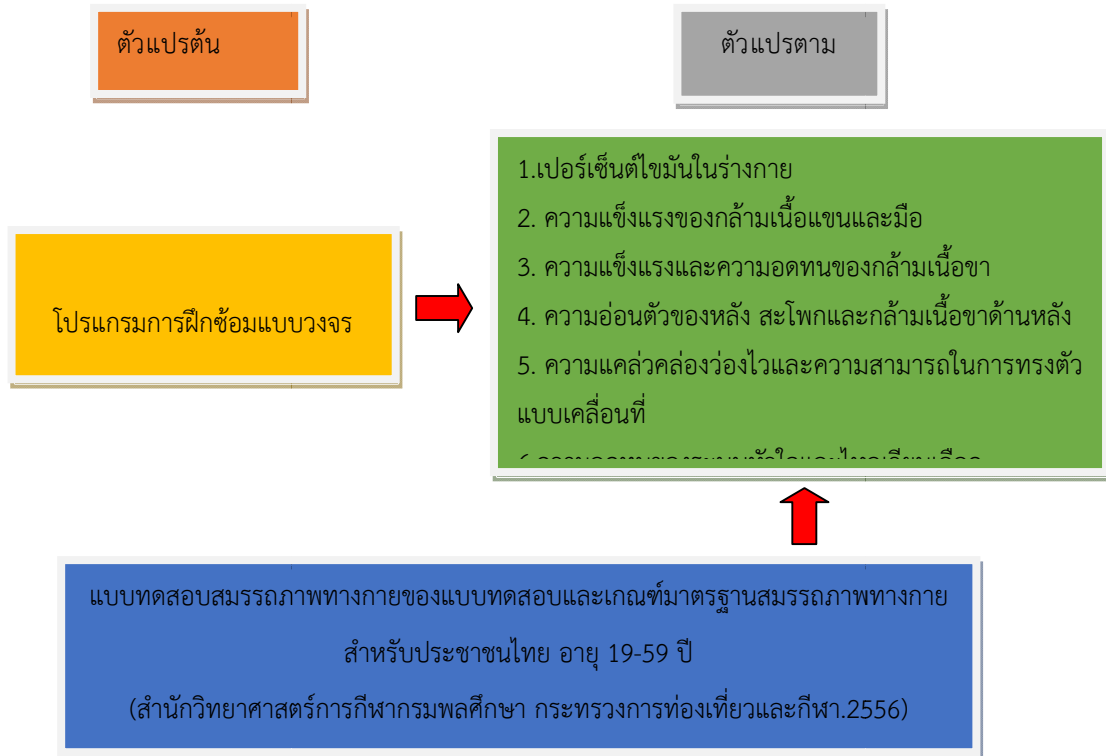 ตัวแปรต้น
ตัวแปรตาม
โปรแกรมการฝึกซ้อมแบบวงจร
1.เปอร์เซ็นต์ไขมันในร่างกาย
2. ความแข็งแรงของกล้ามเนื้อแขนและมือ
3. ความแข็งแรงและความอดทนของกล้ามเนื้อขา
4. ความอ่อนตัวของหลัง สะโพกและกล้ามเนื้อขาด้านหลัง
5. ความแคล่วคล่องว่องไวและความสามารถในการทรงตัว
แบบเคลื่อนที่
แบบทดสอบสมรรถภาพทางกายของแบบทดสอบและเกณฑ์มาตรฐานสมรรถภาพทางกาย
สำหรับประชาชนไทย อายุ 19-59 ปี
(สำนักวิทยาศาสตร์การกีฬากรมพลศึกษา กระทรวงการท่องเที่ยวและกีฬา.2556)